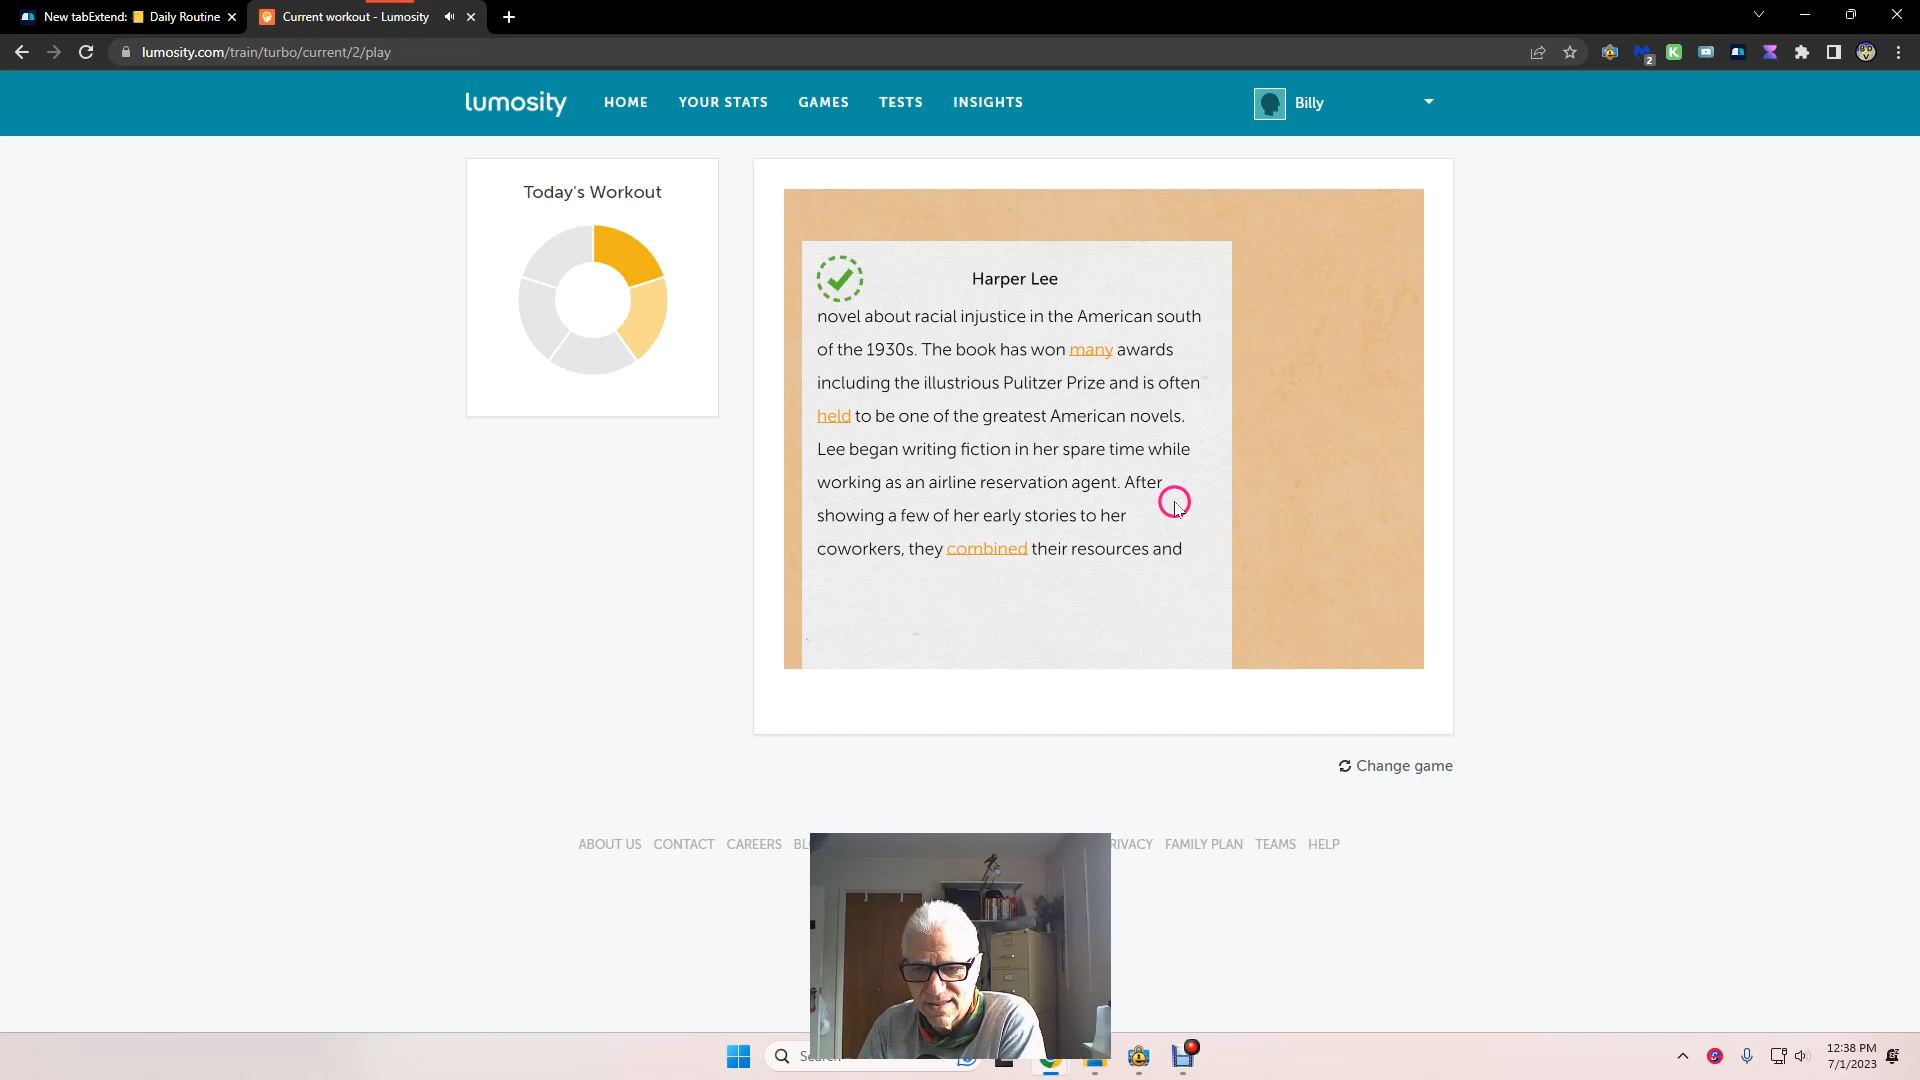 New tabExtend: 📒 Daily Routine
Current workout - Lumosity
lumosity.com/train/turbo/current/2/play
2
lumosity
HOME
YOUR STATS
GAMES
TESTS
INSIGHTS
Billy
Today's Workout
Harper Lee
novel about racial injustice in the American south
of the 1930s. The book has won many awards
including the illustrious Pulitzer Prize and is often
held to be one of the greatest American novels.
Lee began writing fiction in her spare time while
working as an airline reservation agent. After
showing a few of her early stories to her
coworkers, they combined their resources and
Change game
ABOUT US CONTACT CAREERS
FAMILY PLAN TEAMS HELP
12:38 PM
7/1/2023